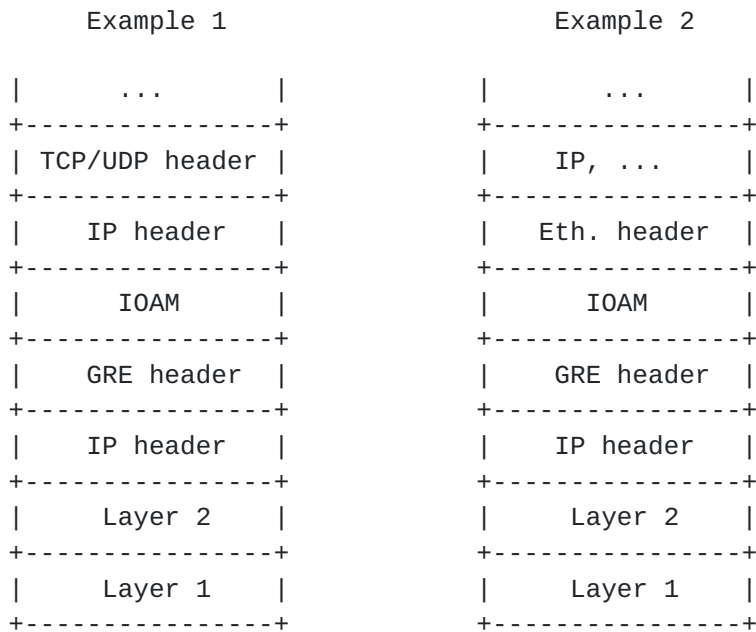 Example 1                     Example 2
|      ...       |            |      ...       |
+----------------+            +----------------+
| TCP/UDP header |            |    IP, ...     |
+----------------+            +----------------+
|    IP header   |            |   Eth. header  |
+----------------+            +----------------+
|      IOAM      |            |      IOAM      |
+----------------+            +----------------+
|    GRE header  |            |    GRE header  |
+----------------+            +----------------+
|    IP header   |            |    IP header   |
+----------------+            +----------------+
|     Layer 2    |            |     Layer 2    |
+----------------+            +----------------+
|     Layer 1    |            |     Layer 1    |
+----------------+            +----------------+